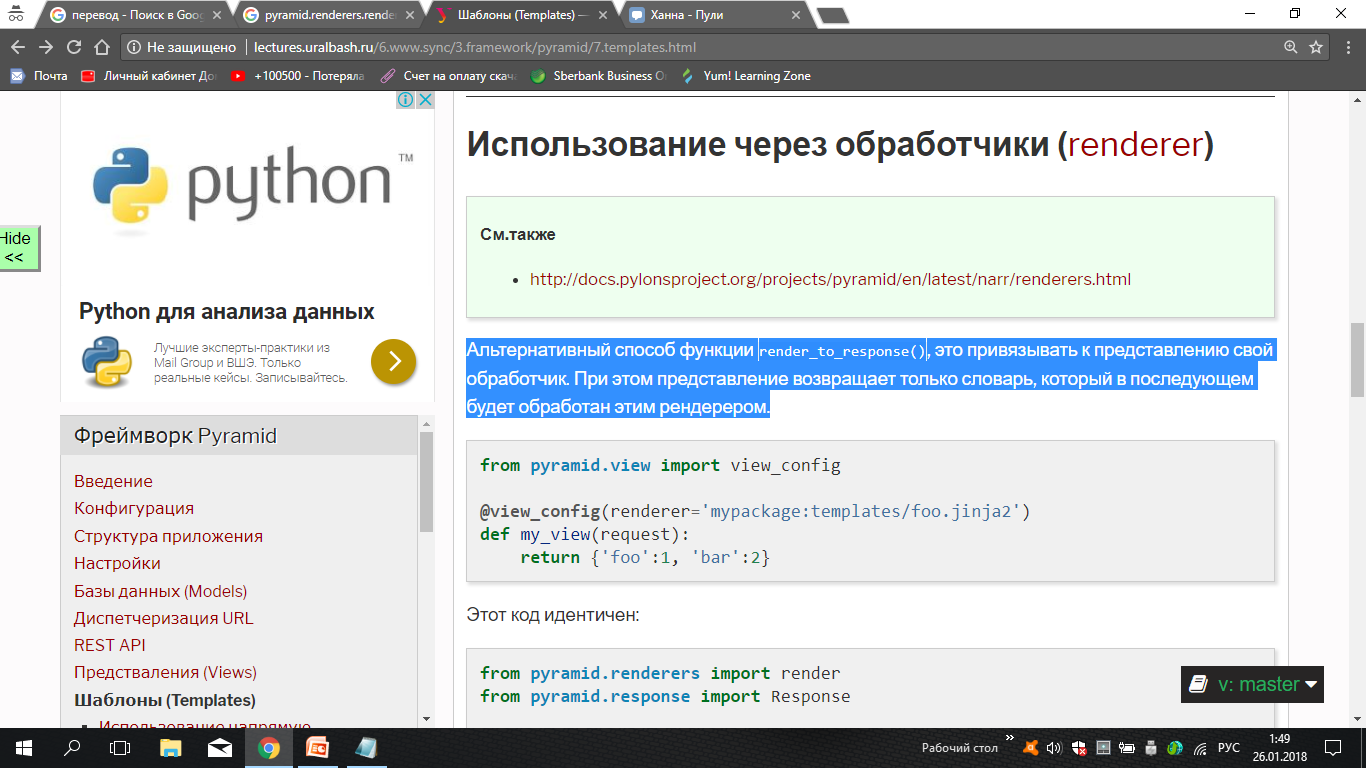 перевод - Поиск в Goog
pyramid.renderers.rende
Шаблоны (Templates) —
Ханна - Пули
Не защищено
lectures.uralbash.ru/6.www.sync/3.framework/pyramid/7.templates.html
Почта
Личный кабинет До
+100500 - Потеряла
Счет на оплату скача
Sberbank Business O
Yum! Learning Zone
python™
Python для анализа данных
Лучшие эксперты-практики из
Mail Group и ВШЭ. Только
реальные кейсы. Записывайтесь.
Hide
<<
Фреймворк Pyramid
Введение
Конфигурация
Структура приложения
Настройки
Базы данных (Models)
Диспетчеризация URL
REST API
Предстваления (Views)
Шаблоны (Templates)
Использование напрямую
Использование через обработчики (renderer)
См.также
http://docs.pylonsproject.org/projects/pyramid/en/latest/narr/renderers.html
Альтернативный способ функции render_to_response(), это привязывать к представлению свой
обработчик. При этом представление возвращает только словарь, который в последующем
будет обработан этим рендерером.
from pyramid.view import view_config
@view_config(renderer='mypackage:templates/foo.jinja2')
def my_view(request):
    return {'foo':1, 'bar':2}
Этот код идентичен:
from pyramid.renderers import render
from pyramid.response import Response
v: master
Рабочий стол
»
РУС
1:49
26.01.2018